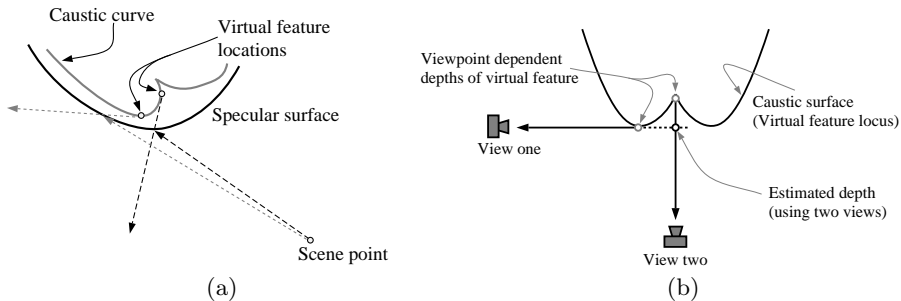 Caustic curve
Virtual feature
locations
Specular surface
Scene point
(a)
Viewpoint dependent
depths of virtual feature
Caustic surface
(Virtual feature locus)
View one
Estimated depth
(using two views)
View two
(b)